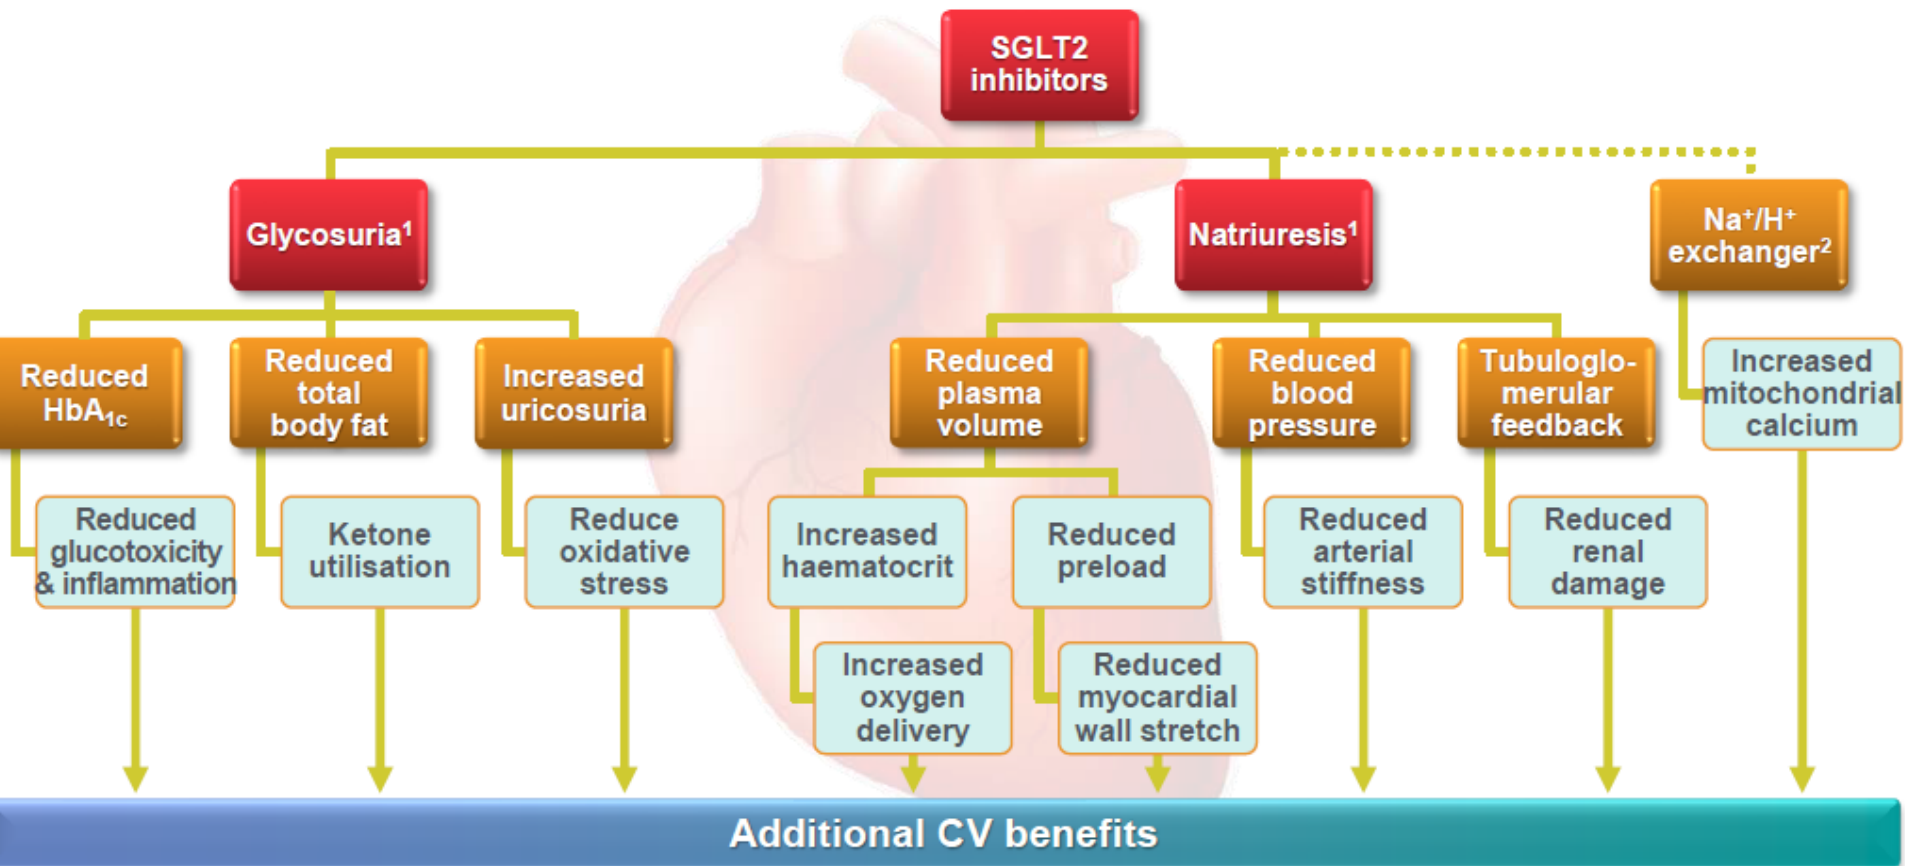 SGLT2
inhibitors
Glycosuria¹
Natriuresis¹
Na⁺/H⁺
exchanger²
Reduced
HbA₁c
Reduced
total
body fat
Increased
uricosuria
Reduced
plasma
volume
Reduced
blood
pressure
Tubuloglo-
merular
feedback
Increased
mitochondrial
calcium
Reduced
glucotoxicity
& inflammation
Ketone
utilisation
Reduce
oxidative
stress
Increased
haematocrit
Reduced
preload
Reduced
arterial
stiffness
Reduced
renal
damage
Increased
oxygen
delivery
Reduced
myocardial
wall stretch
Additional CV benefits